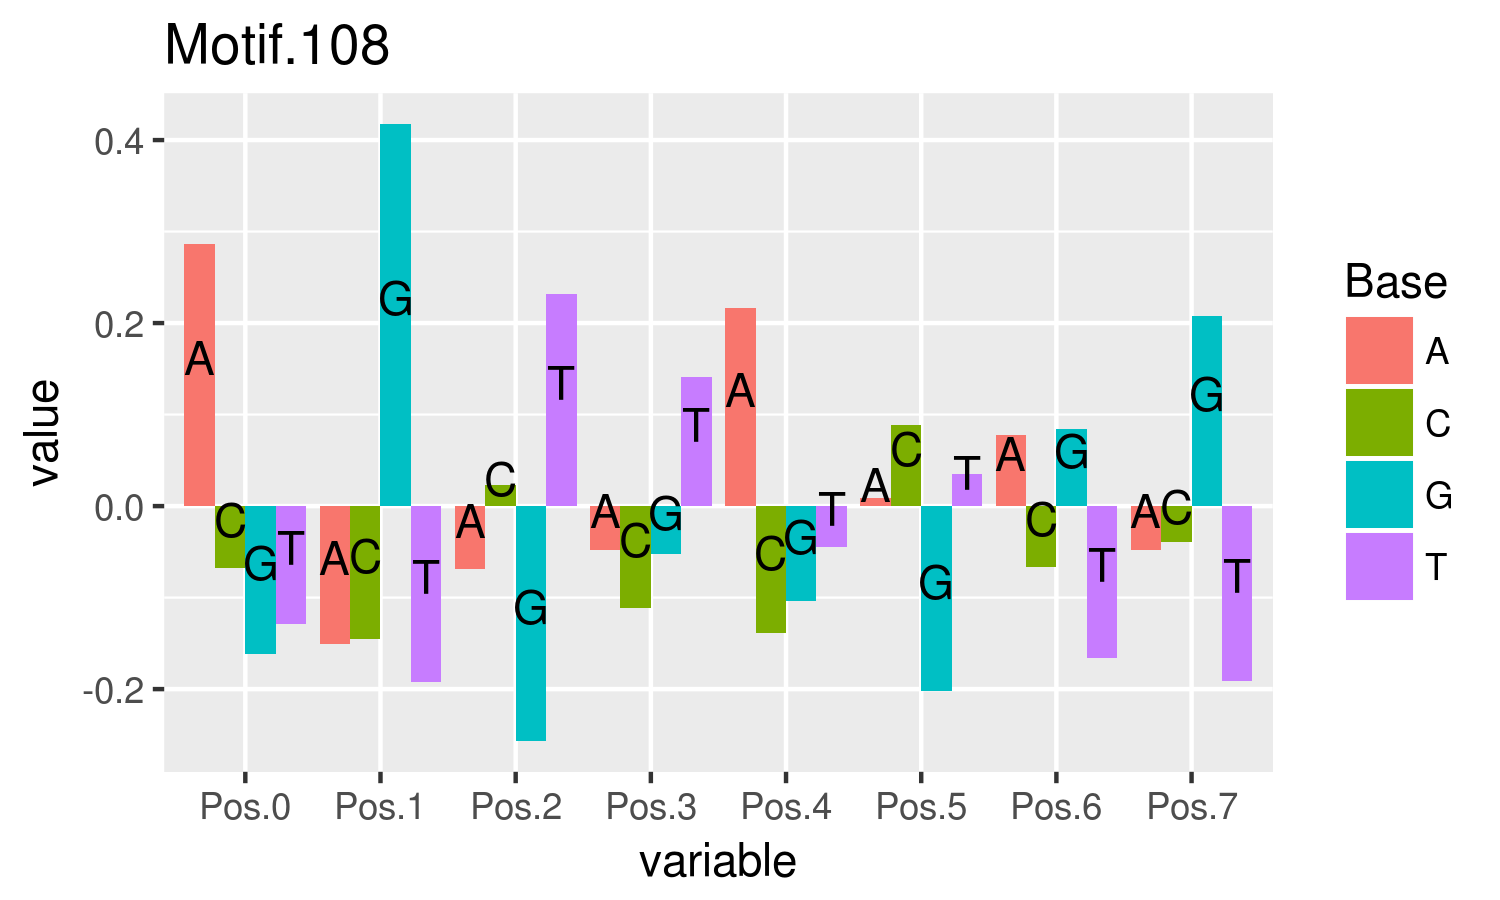 Motif.108
value
0.4
0.2
0.0
-0.2
A C G T A C G T A C G T A C G T A C G T A C G T A C G T A C G T
Pos.0 Pos.1 Pos.2 Pos.3 Pos.4 Pos.5 Pos.6 Pos.7
variable
Base
A
C
G
T